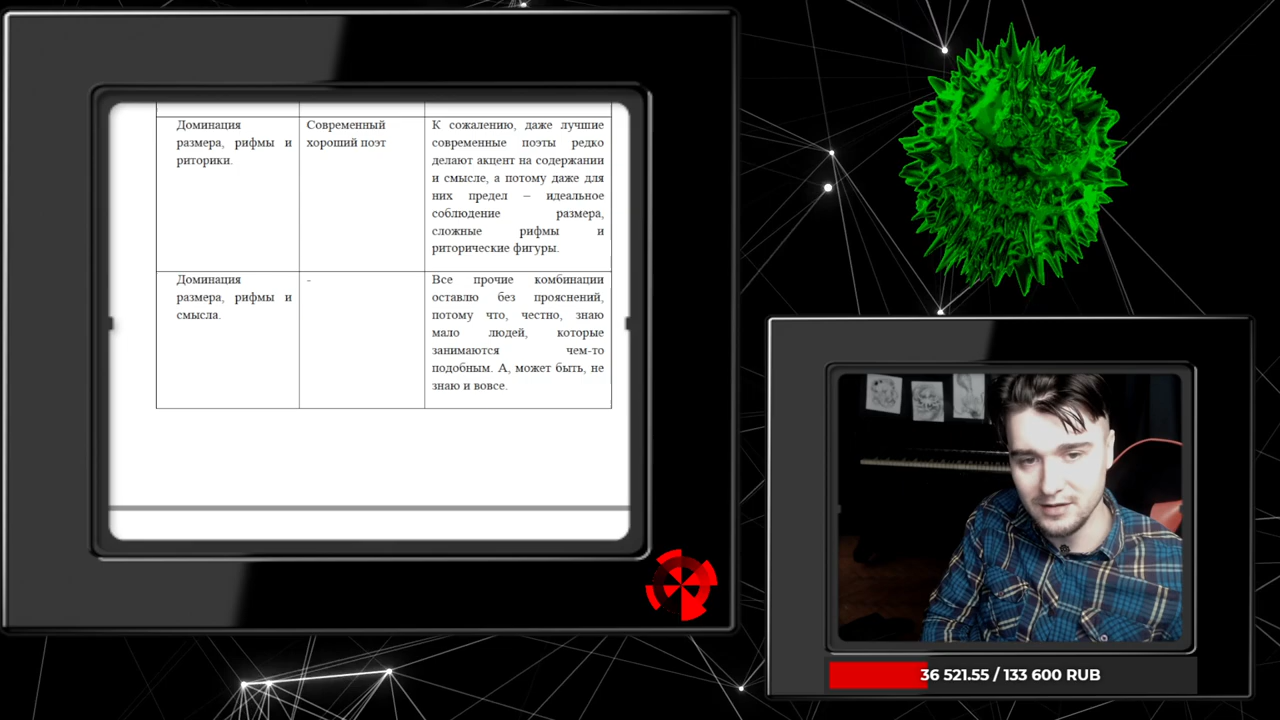 Доминация
размера, рифмы и
риторики.
Современный
хороший поэт
К сожалению, даже лучшие
современные поэты редко
делают акцент на содержании
и смысле, а потому даже для
них предел – идеальное
соблюдение размера,
сложные рифмы и
риторические фигуры.
Доминация
размера, рифмы и
смысла.
-
Все прочие комбинации
оставлю без прояснений,
потому что, честно, знаю
мало людей, которые
занимаются чем-то
подобным. А, может быть, не
знаю и вовсе.
36 521.55 / 133 600 RUB